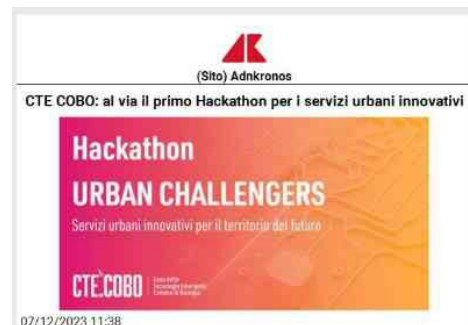 (Sito) Adnkronos
CTE COBO: al via il primo Hackathon per i servizi urbani innovativi
Hackathon
URBAN CHALLENGERS
Servizi urbani innovativi per il territorio del futuro
CTE COBO
07/12/2023 11:38